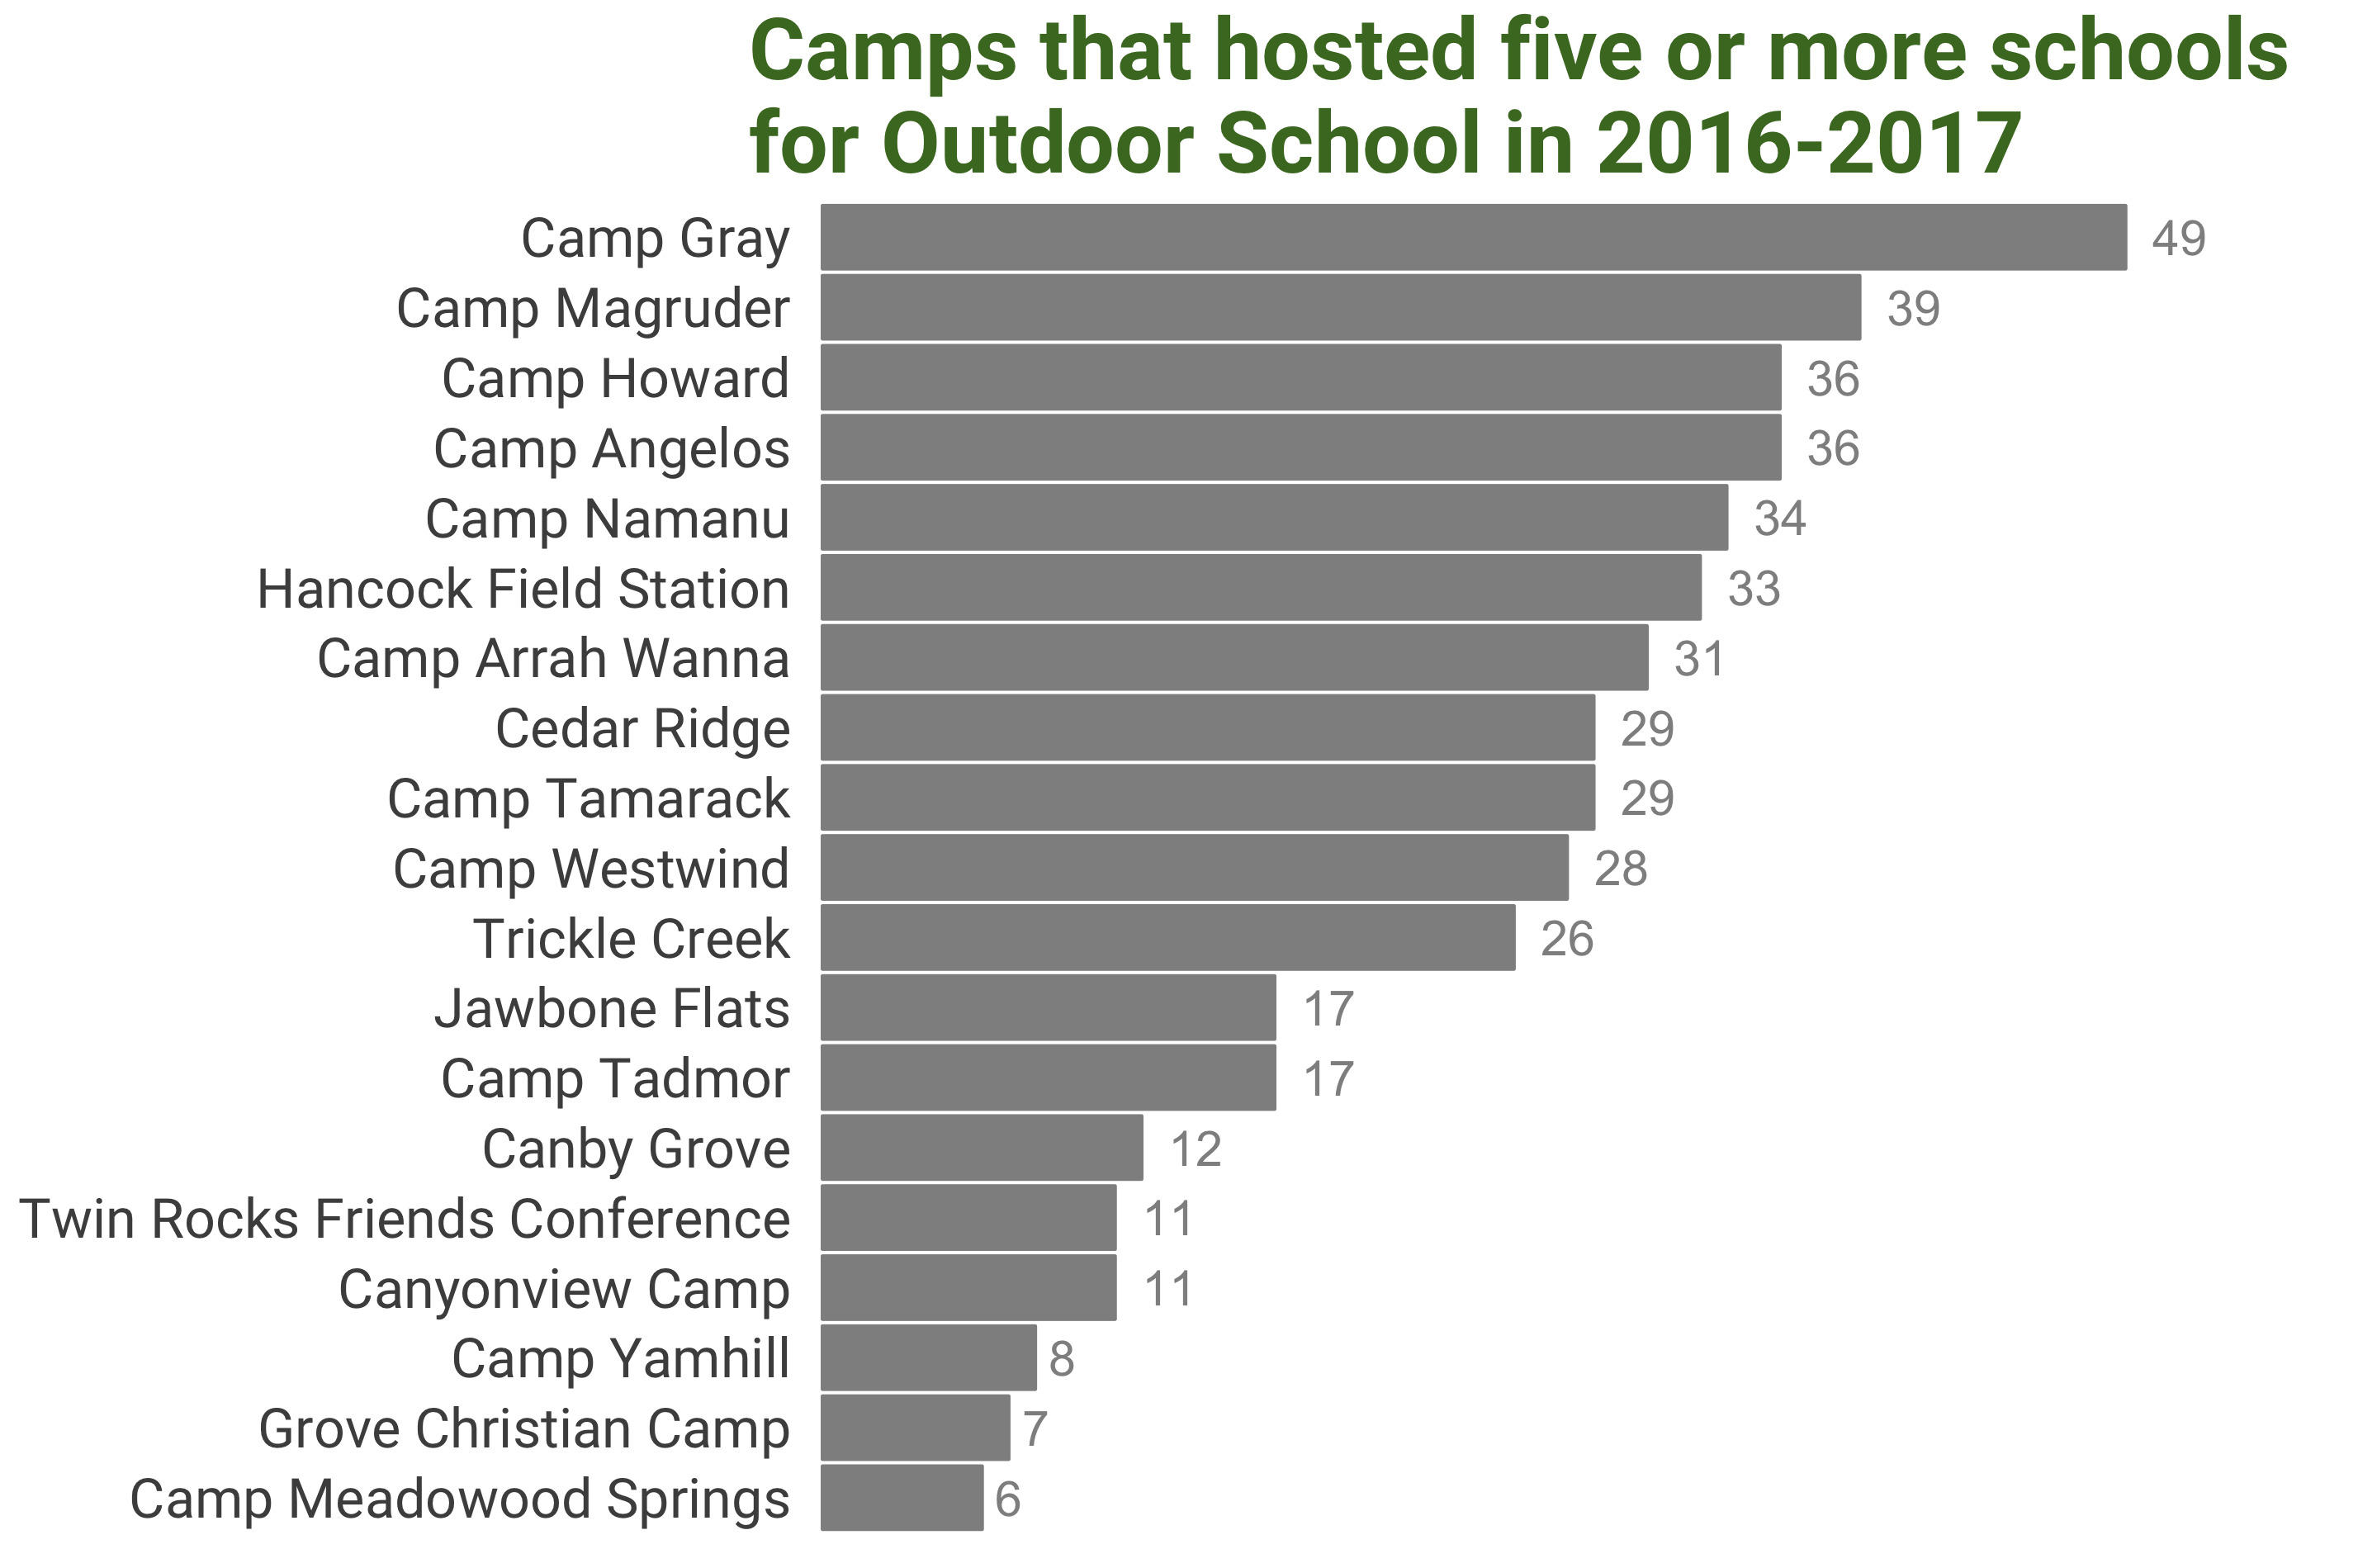 Camps that hosted five or more schools
for Outdoor School in 2016-2017
Camp Gray 49
Camp Magruder 39
Camp Howard 36
Camp Angelos 36
Camp Namanu 34
Hancock Field Station 33
Camp Arrah Wanna 31
Cedar Ridge 29
Camp Tamarack 29
Camp Westwind 28
Trickle Creek 26
Jawbone Flats 17
Camp Tadmor 17
Canby Grove 12
Twin Rocks Friends Conference 11
Canyonview Camp 11
Camp Yamhill 8
Grove Christian Camp 7
Camp Meadowood Springs 6